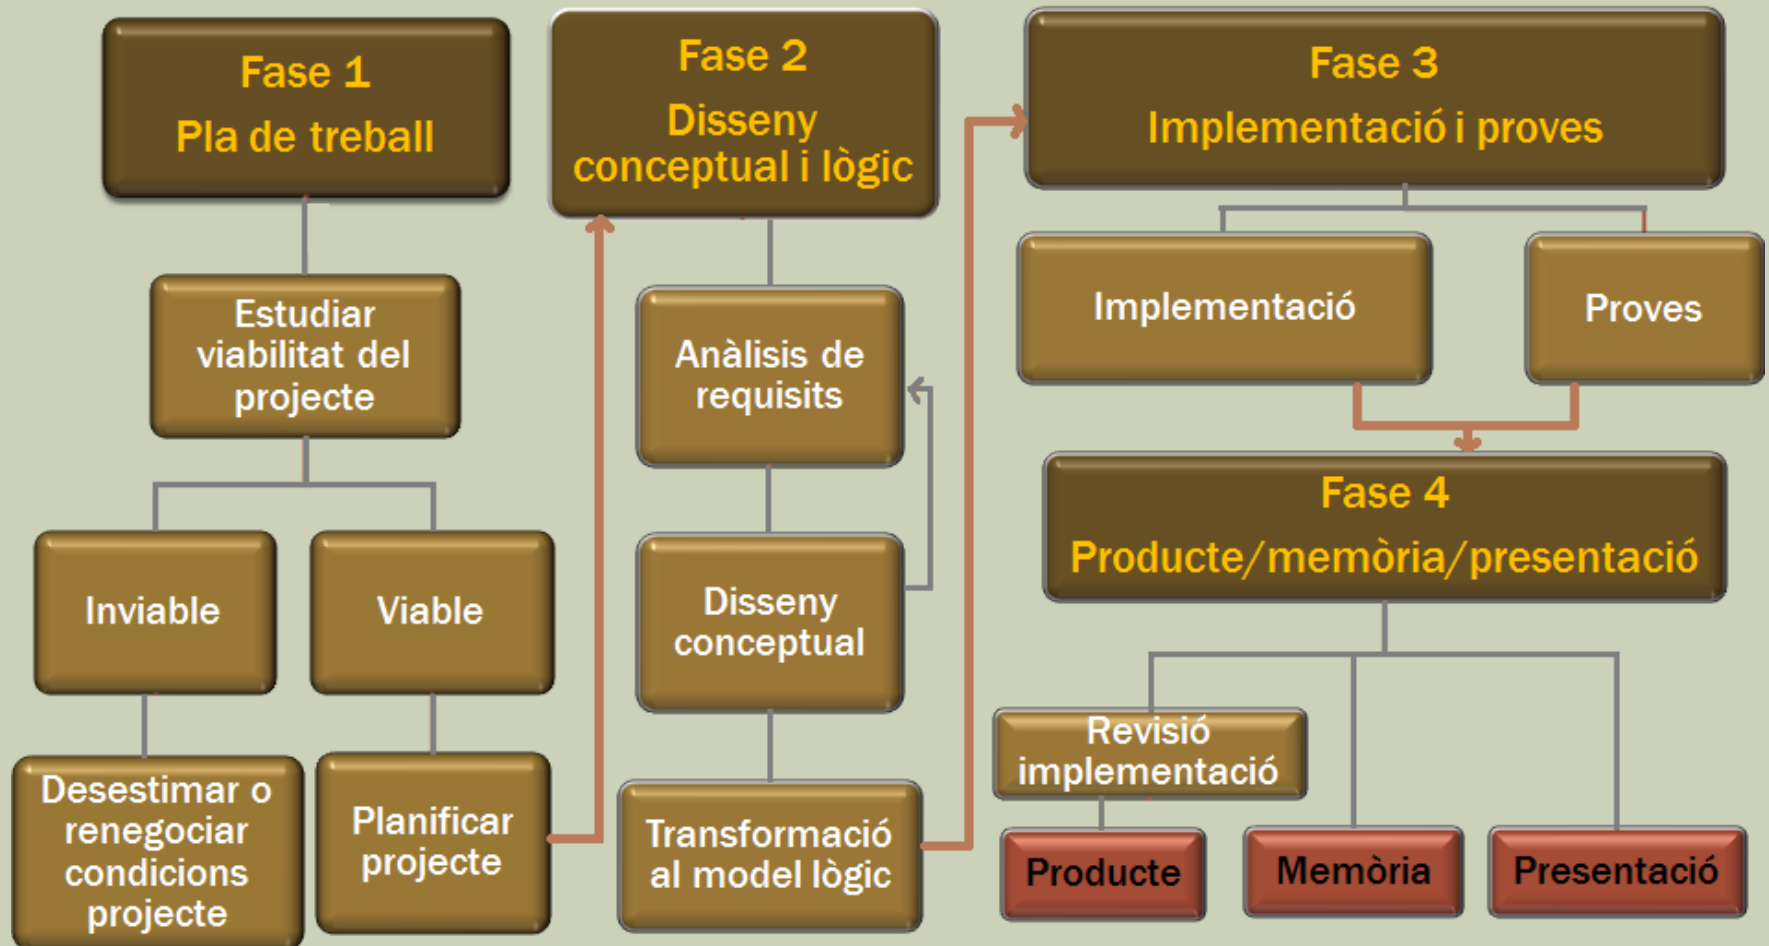 Fase 1
Pla de treball
Estudiar
viabilitat del
projecte
Inviable
Viable
Desestimar o
renegociar
condicions
projecte
Planificar
projecte
Fase 2
Disseny
conceptual i lògic
Anàlisis de
requisits
Disseny
conceptual
Transformació
al model lògic
Fase 3
Implementació i proves
Implementació
Proves
Fase 4
Producte/memòria/presentació
Revisió
implementació
Producte
Memòria
Presentació